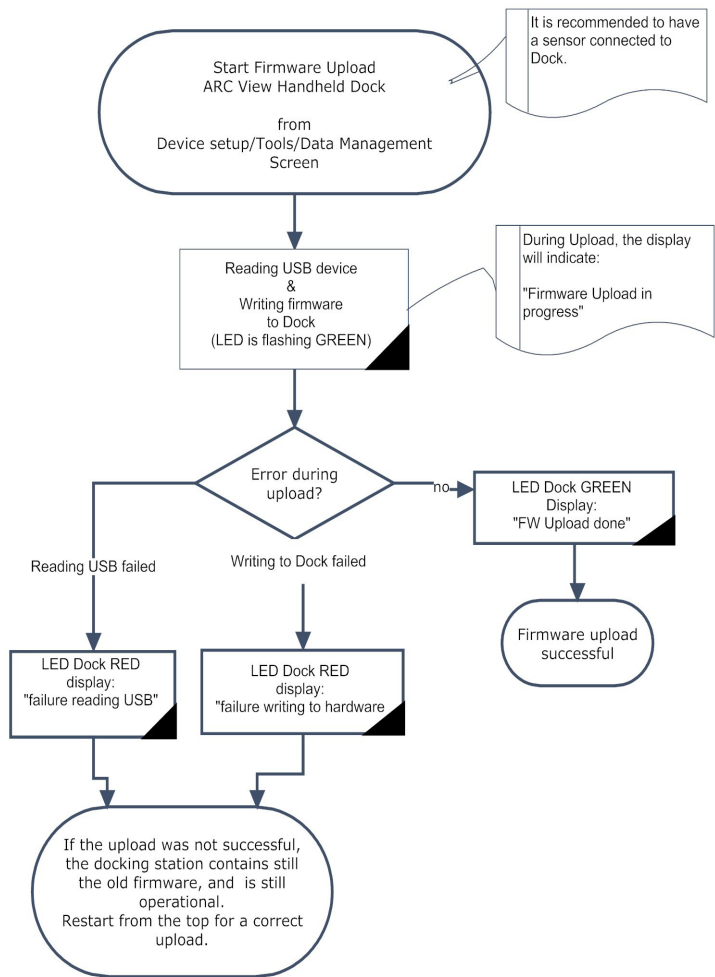 It is recommended to have
a sensor connected to
Dock.
Start Firmware Upload
ARC View Handheld Dock
from
Device setup/Tools/Data Management
Screen
During Upload, the display
will indicate:
"Firmware Upload in
progress"
Reading USB device
&
Writing firmware
to Dock
(LED is flashing GREEN)
Error during
upload?
no
LED Dock GREEN
Display:
"FW Upload done"
Reading USB failed
Writing to Dock failed
Firmware upload
successful
LED Dock RED
display:
"failure reading USB"
LED Dock RED
display:
"failure writing to hardware
If the upload was not successful,
the docking station contains still
the old firmware, and is still
operational.
Restart from the top for a correct
upload.